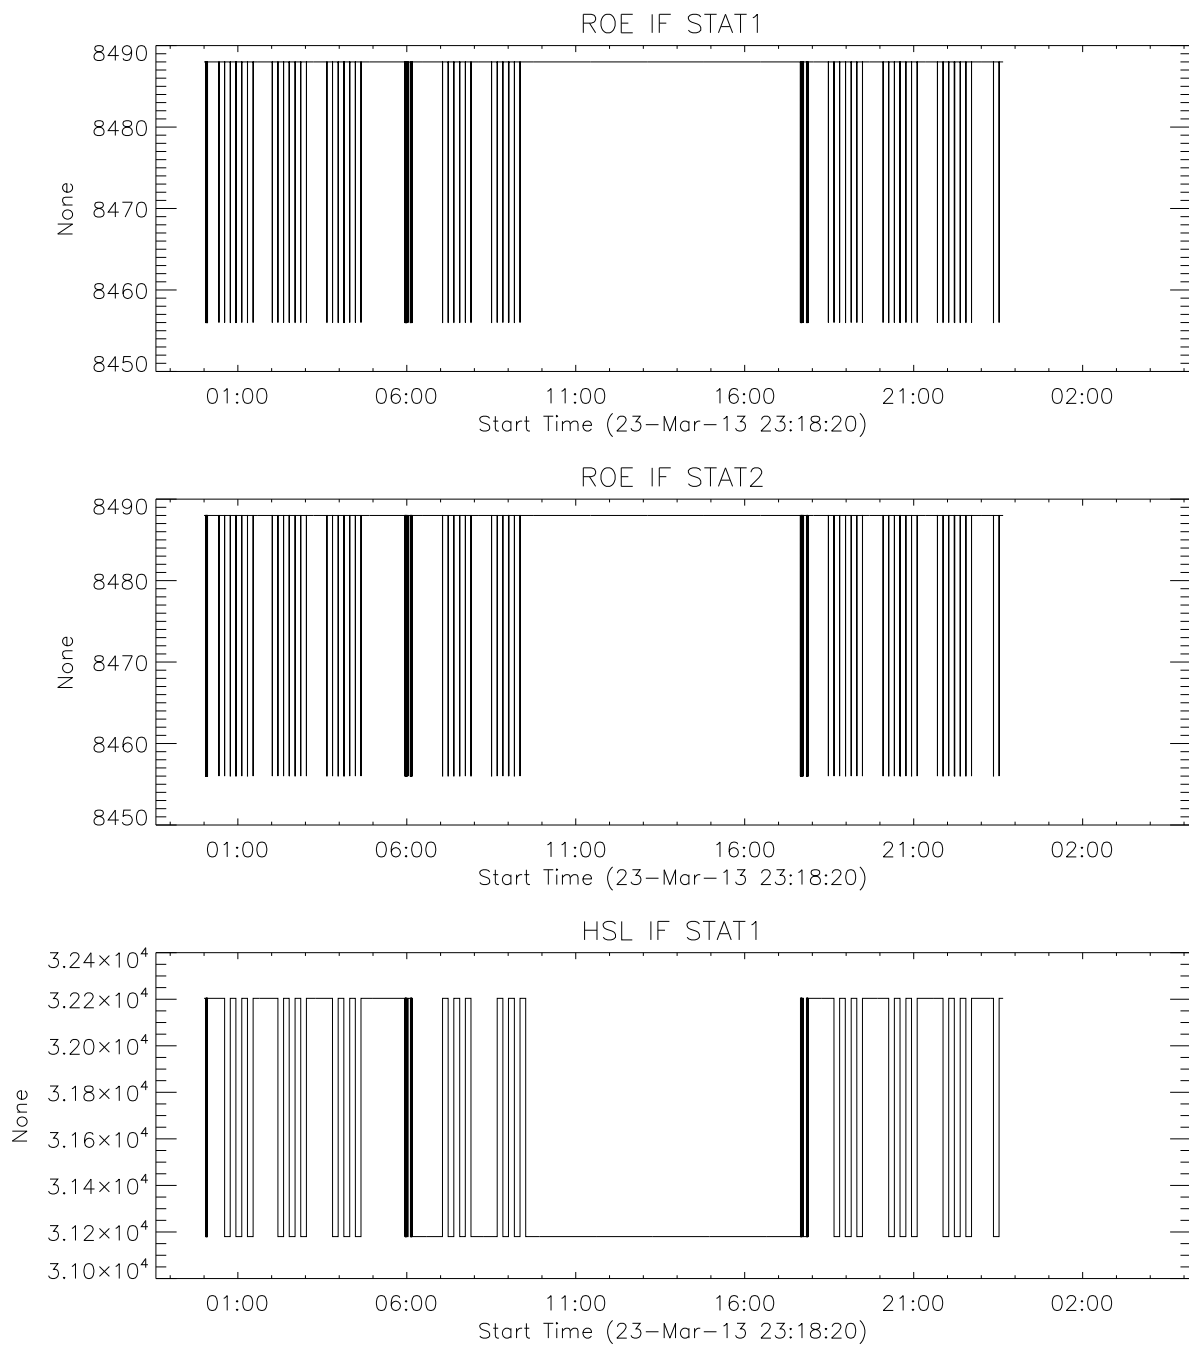 ROE IF STAT1
8490
8480
8470
8460
8450
None
01:00 06:00 11:00 16:00 21:00 02:00
Start Time (23-Mar-13 23:18:20)
ROE IF STAT2
8490
8480
8470
8460
8450
None
01:00 06:00 11:00 16:00 21:00 02:00
Start Time (23-Mar-13 23:18:20)
HSL IF STAT1
3.24×10⁴
3.22×10⁴
3.20×10⁴
3.18×10⁴
3.16×10⁴
3.14×10⁴
3.12×10⁴
3.10×10⁴
None
01:00 06:00 11:00 16:00 21:00 02:00
Start Time (23-Mar-13 23:18:20)